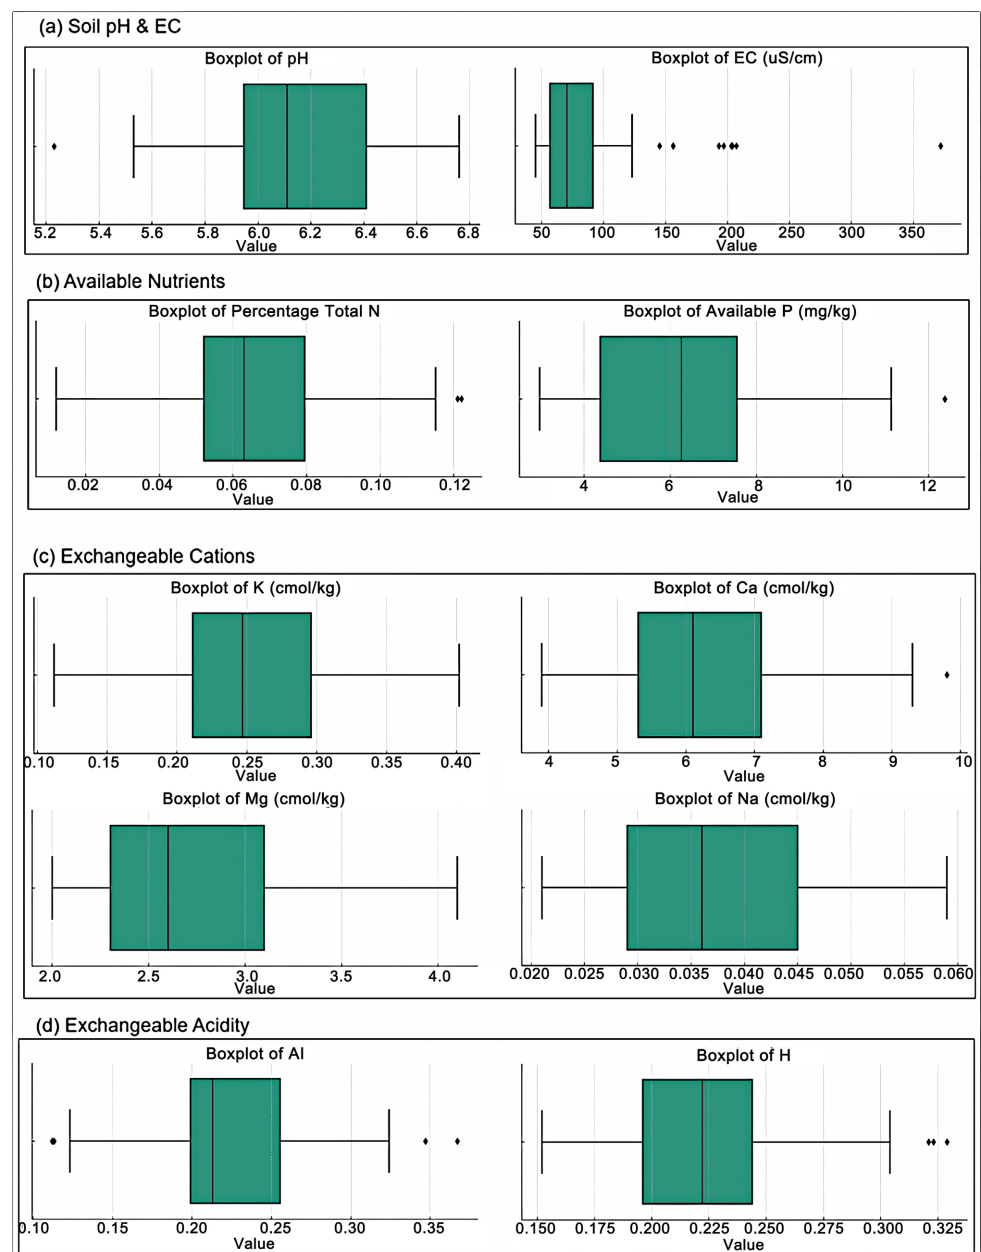 (a) Soil pH & EC
Boxplot of pH
5.2 5.4 5.6 5.8 6.0 6.2 6.4 6.6 6.8
Value
Boxplot of EC (uS/cm)
50 100 150 200 250 300 350
Value
(b) Available Nutrients
Boxplot of Percentage Total N
0.02 0.04 0.06 0.08 0.10 0.12
Value
Boxplot of Available P (mg/kg)
4 6 8 10 12
Value
(c) Exchangeable Cations
Boxplot of K (cmol/kg)
0.10 0.15 0.20 0.25 0.30 0.35 0.40
Value
Boxplot of Ca (cmol/kg)
4 5 6 7 8 9 10
Value
Boxplot of Mg (cmol/kg)
2.0 2.5 3.0 3.5 4.0
Value
Boxplot of Na (cmol/kg)
0.020 0.025 0.030 0.035 0.040 0.045 0.050 0.055 0.060
Value
(d) Exchangeable Acidity
Boxplot of Al
0.10 0.15 0.20 0.25 0.30 0.35
Value
Boxplot of H
0.150 0.175 0.200 0.225 0.250 0.275 0.300 0.325
Value